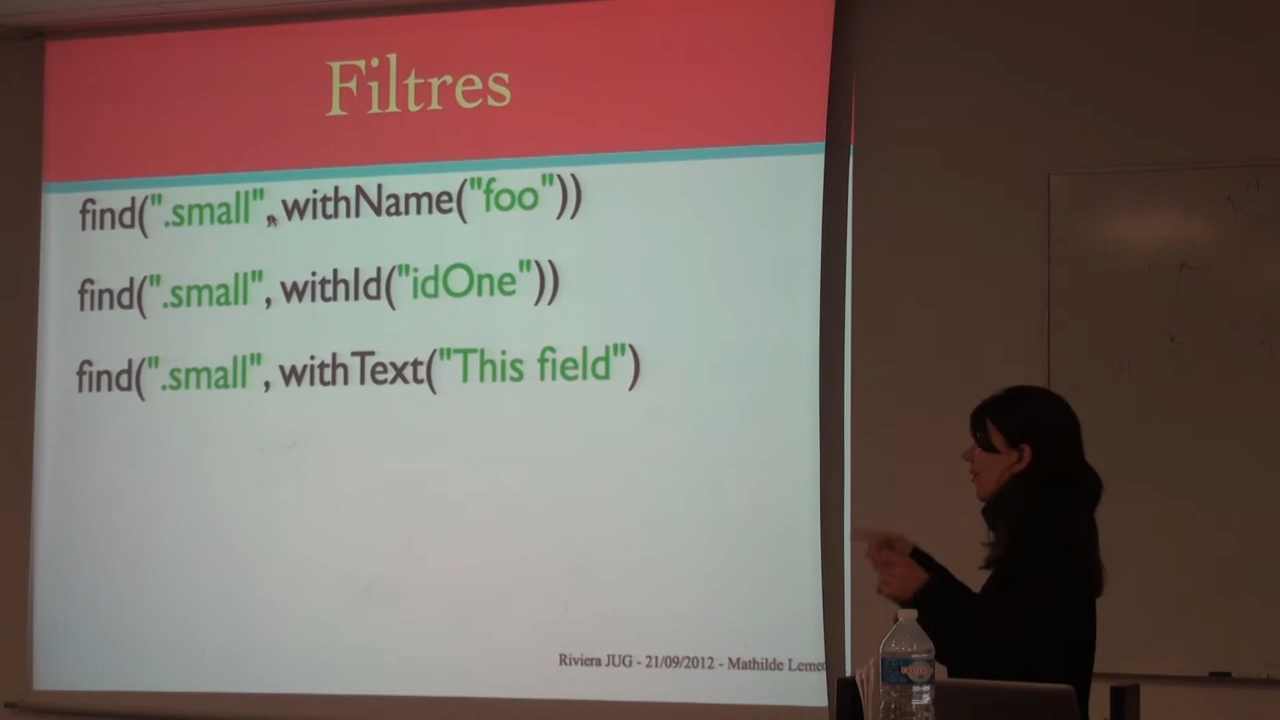 Filtres
find(".small", withName("foo"))
find(".small", withId("idOne"))
find(".small", withText("This field")
Riviera JUG - 21/09/2012 - Mathilde